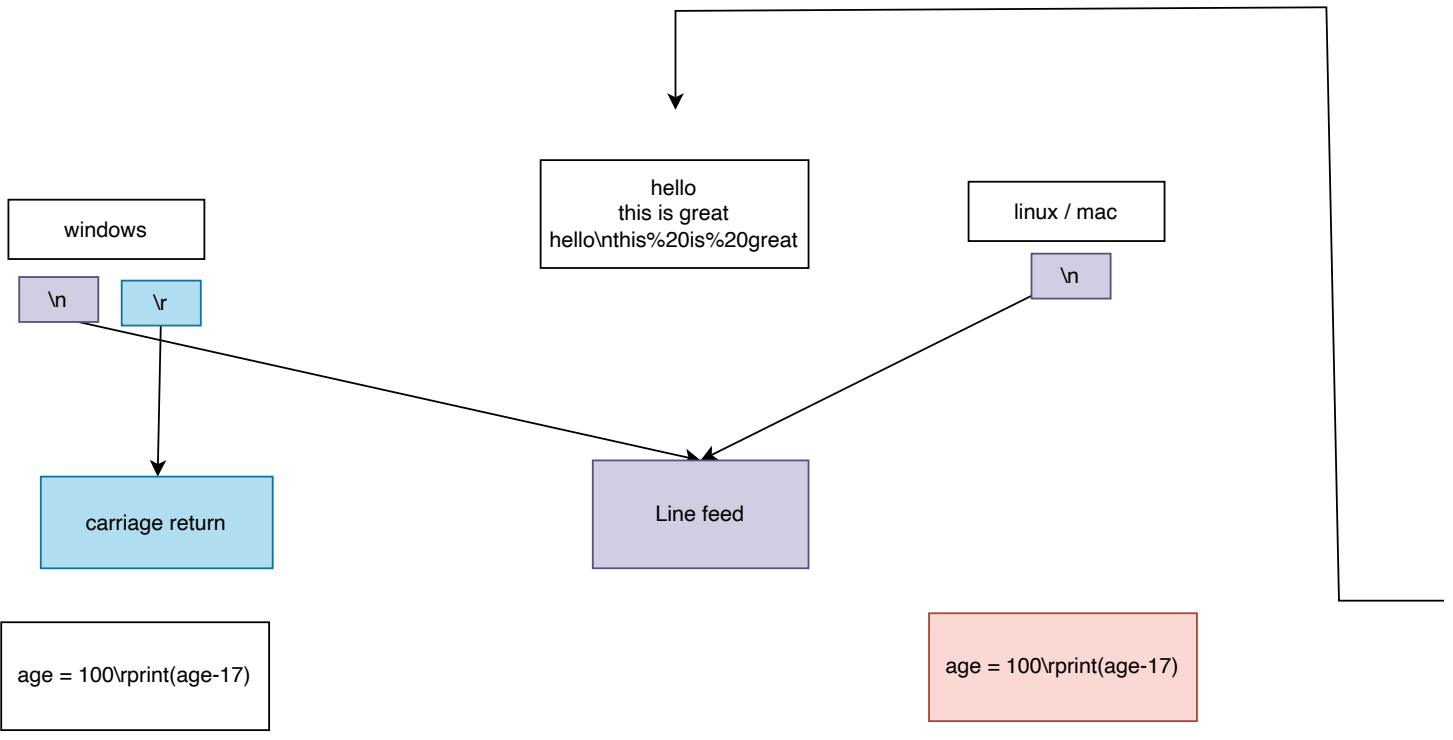 hello
this is great
hello\nthis%20is%20great
windows
linux / mac
\n
\r
\n
carriage return
Line feed
age = 100\rprint(age-17)
age = 100\rprint(age-17)